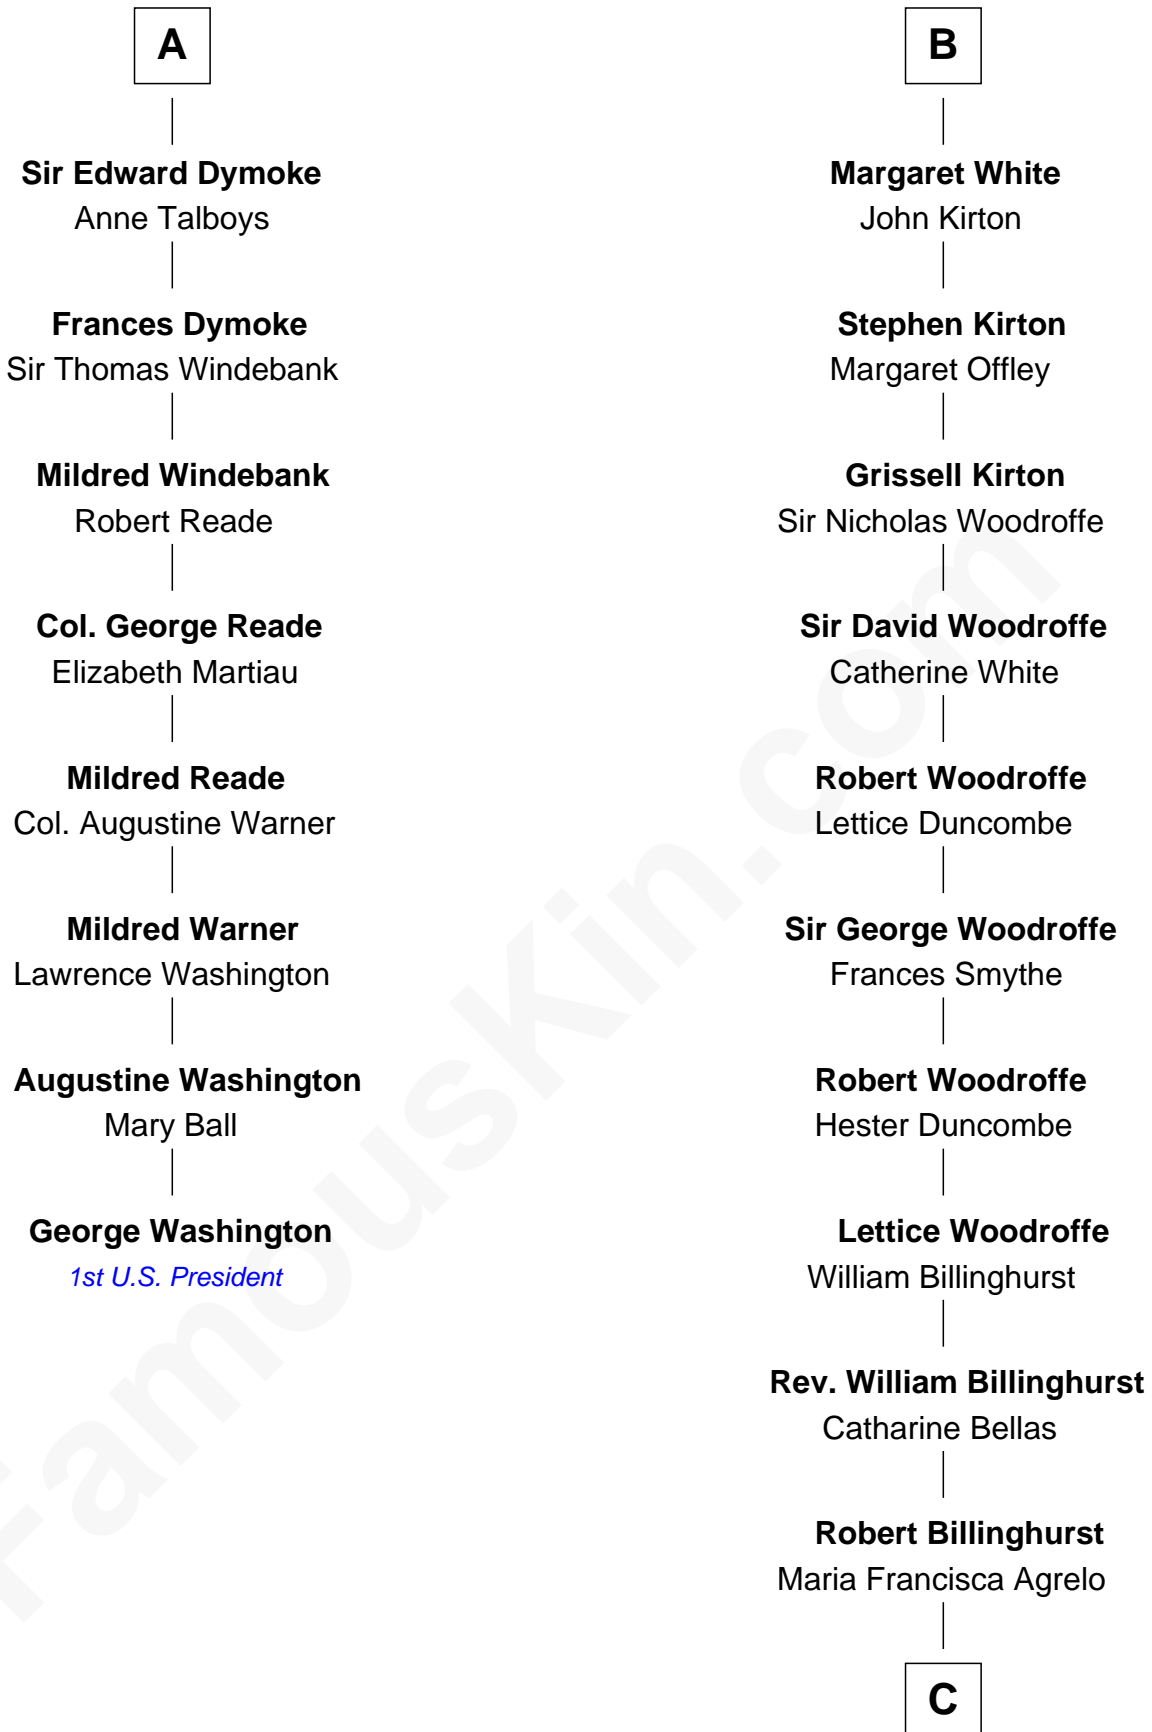 A
Sir Edward Dymoke
Anne Talboys
Frances Dymoke
Sir Thomas Windebank
Mildred Windebank
Robert Reade
Col. George Reade
Elizabeth Martiau
Mildred Reade
Col. Augustine Warner
Mildred Warner
Lawrence Washington
Augustine Washington
Mary Ball
George Washington
1st U.S. President
B
Margaret White
John Kirton
Stephen Kirton
Margaret Offley
Grissell Kirton
Sir Nicholas Woodroffe
Sir David Woodroffe
Catherine White
Robert Woodroffe
Lettice Duncombe
Sir George Woodroffe
Frances Smythe
Robert Woodroffe
Hester Duncombe
Lettice Woodroffe
William Billinghurst
Rev. William Billinghurst
Catharine Bellas
Robert Billinghurst
Maria Francisca Agrelo
C
FamousKin.com